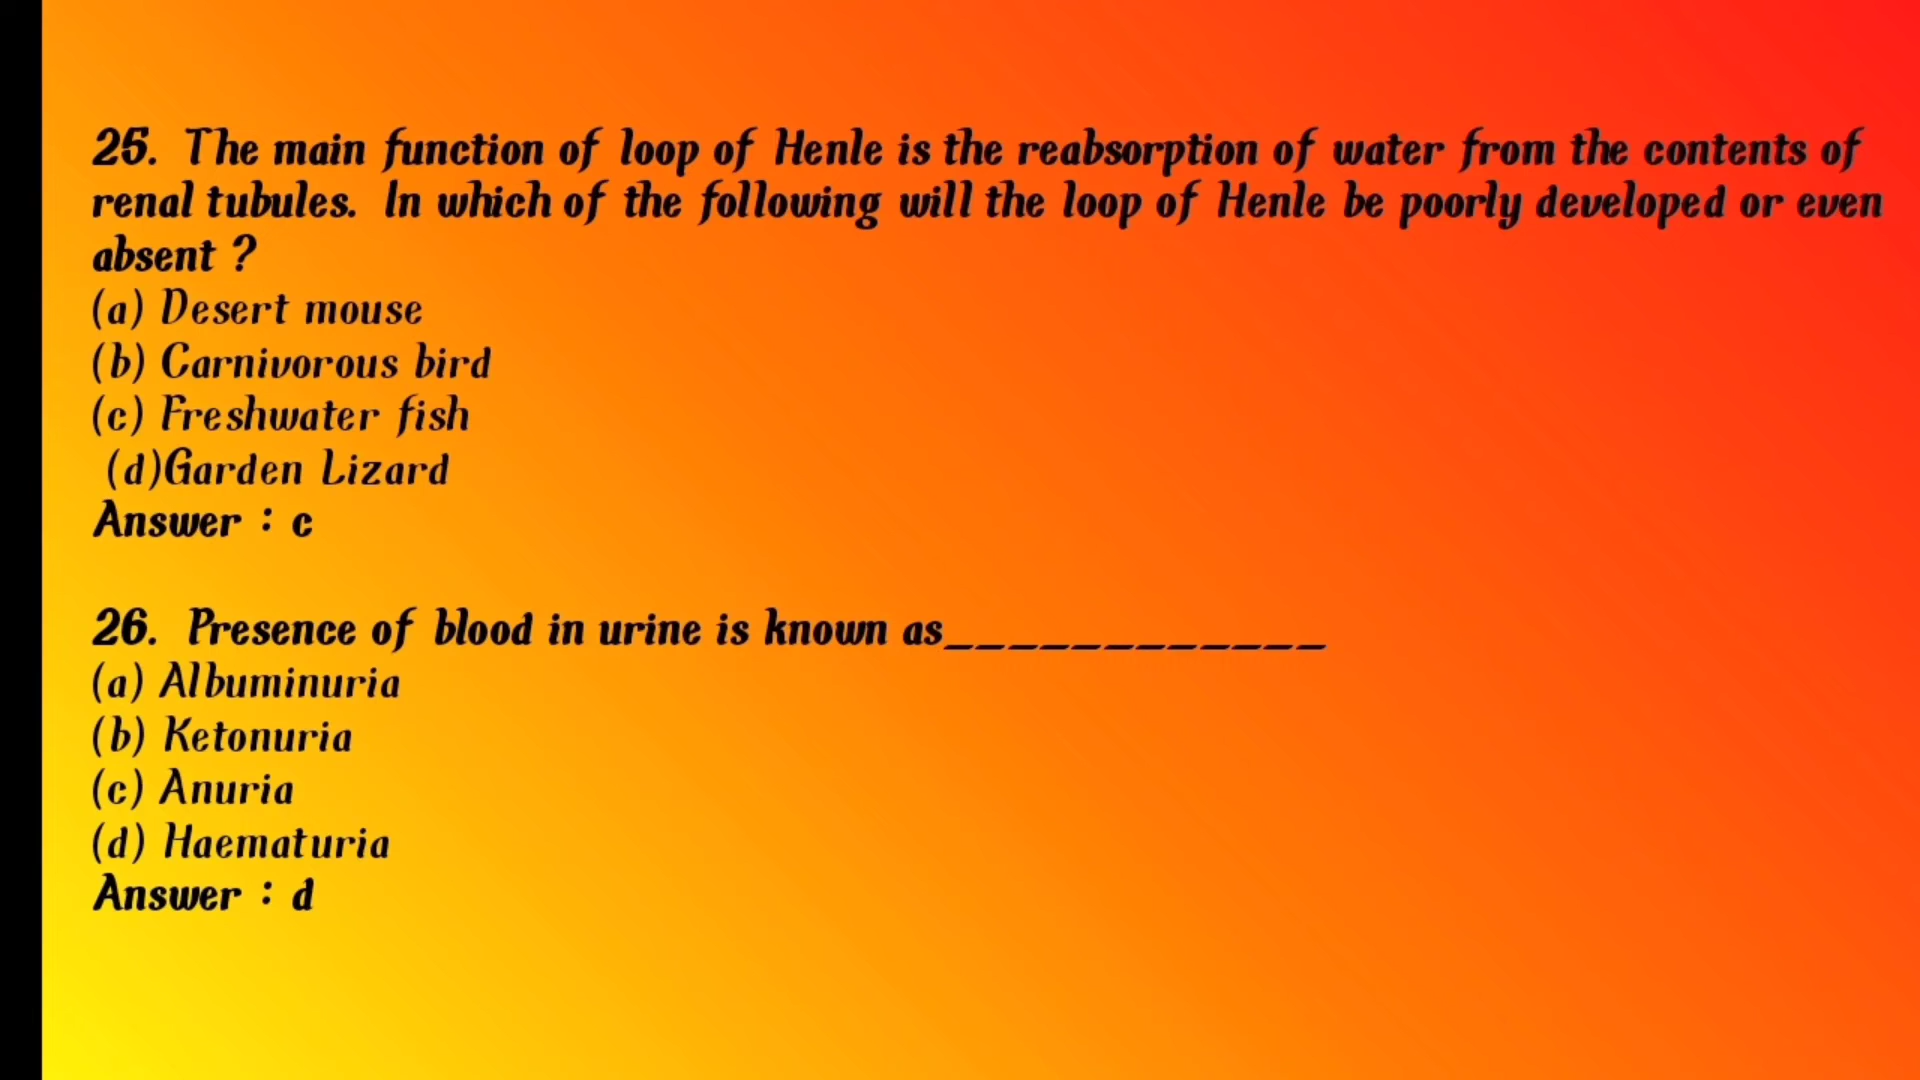 25. The main function of loop of Henle is the reabsorption of water from the contents of
renal tubules. In which of the following will the loop of Henle be poorly developed or even
absent ?
(a) Desert mouse
(b) Carnivorous bird
(c) Freshwater fish
(d)Garden Lizard
Answer : c
26. Presence of blood in urine is known as____________
(a) Albuminuria
(b) Ketonuria
(c) Anuria
(d) Haematuria
Answer : d